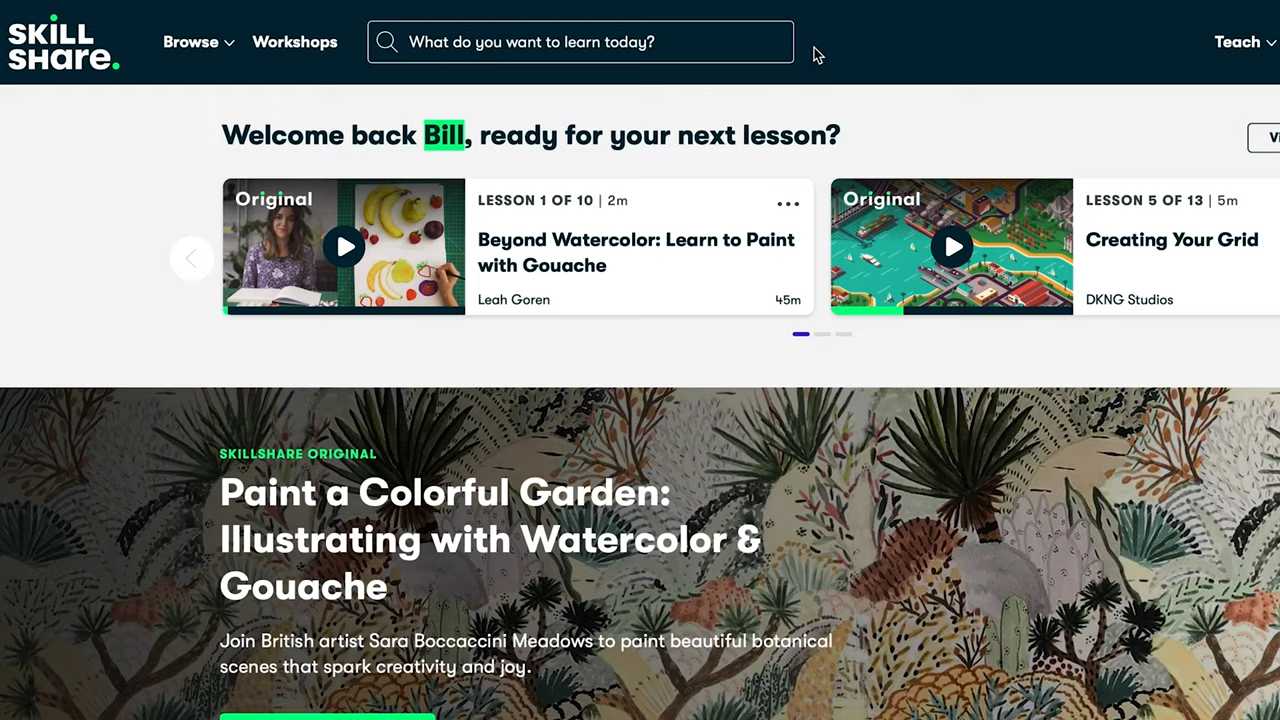 SKiLL
SHare.
Browse
Workshops
What do you want to learn today?
Teach
Welcome back Bill, ready for your next lesson?
Original
LESSON 1 OF 10 | 2m
Beyond Watercolor: Learn to Paint
with Gouache
Leah Goren
45m
Original
LESSON 5 OF 13 | 5m
Creating Your Grid
DKNG Studios
SKILLSHARE ORIGINAL
Paint a Colorful Garden:
Illustrating with Watercolor &
Gouache
Join British artist Sara Boccaccini Meadows to paint beautiful botanical
scenes that spark creativity and joy.